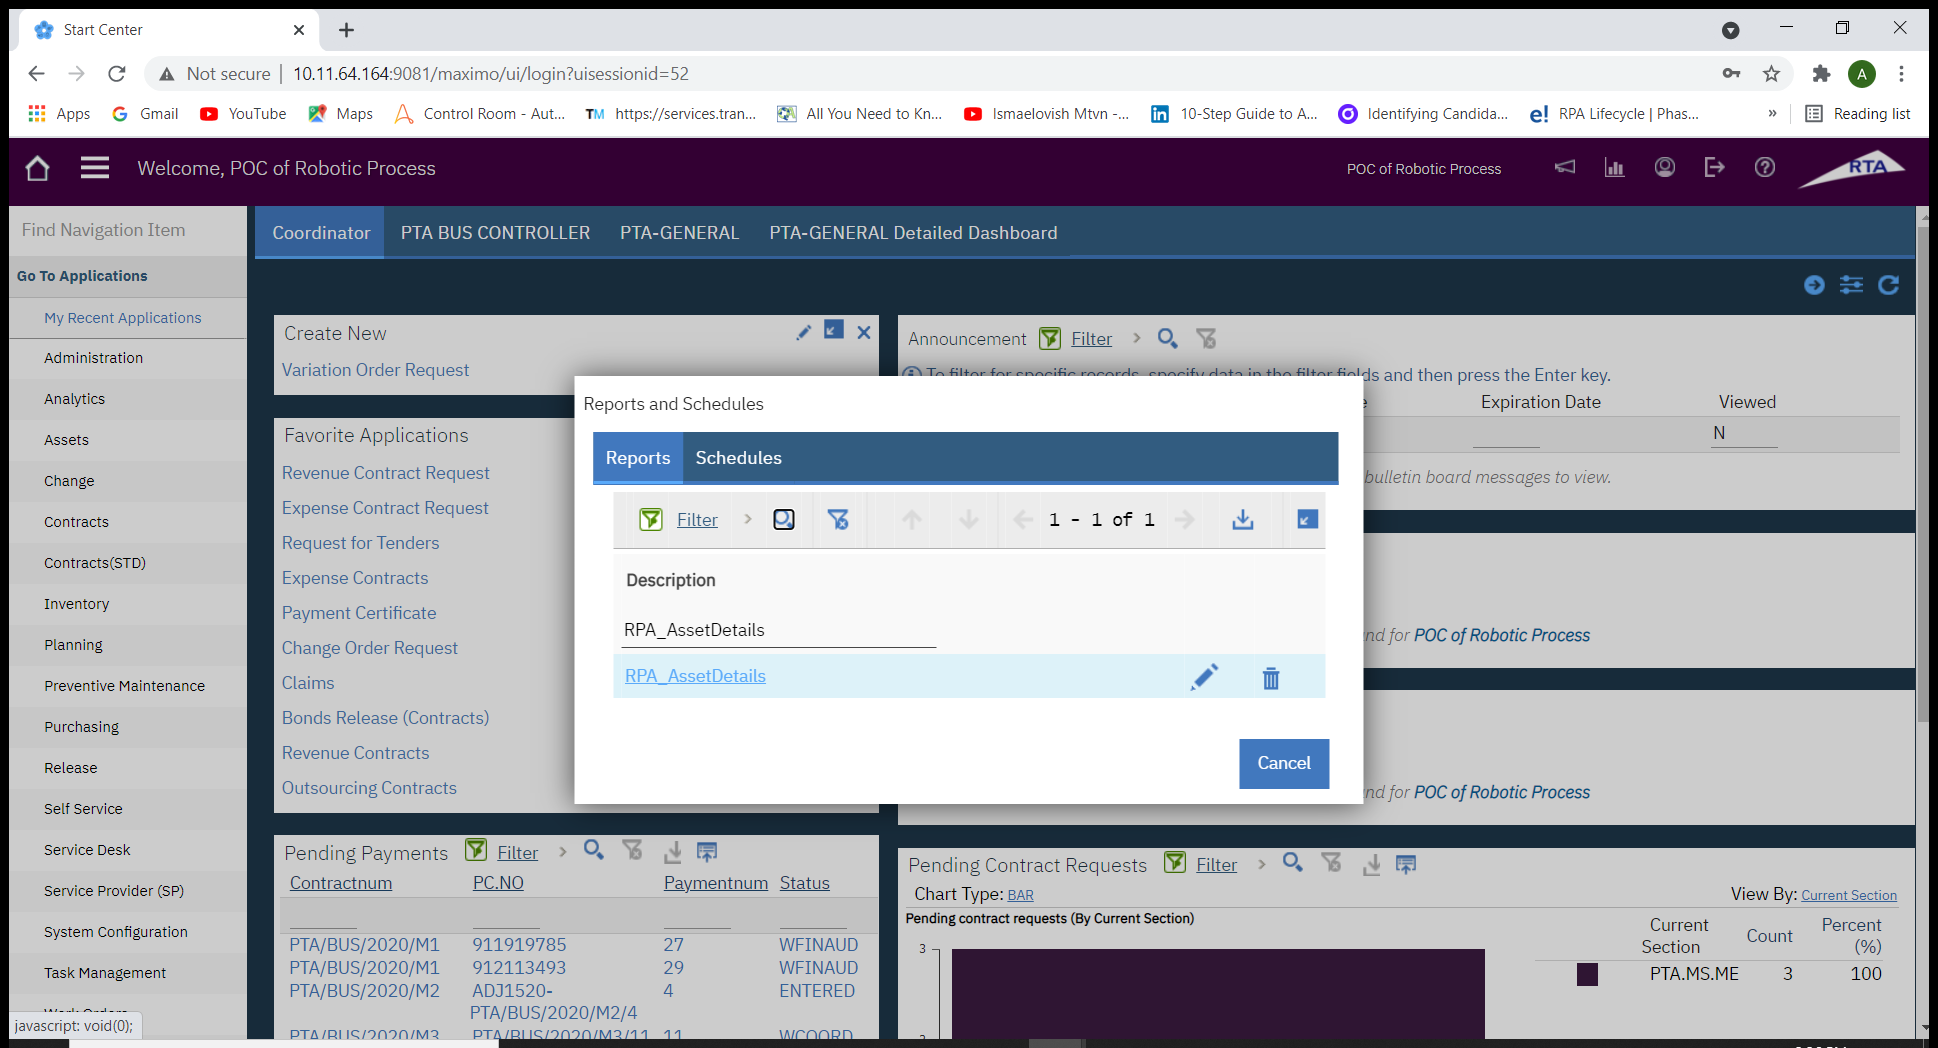 Start Center
Not secure
10.11.64.164:9081/maximo/ui/login?uisessionid=52
A
Apps
Gmail
YouTube
Maps
Control Room - Aut...
TM
https://services.tran...
All You Need to Kn...
Ismaelovish Mtvn -...
10-Step Guide to A...
Identifying Candida...
e!
RPA Lifecycle | Phas...
»
Reading list
Welcome, POC of Robotic Process
POC of Robotic Process
RTA
Find Navigation Item
Go To Applications
My Recent Applications
Administration
Analytics
Assets
Change
Contracts
Contracts(STD)
Inventory
Planning
Preventive Maintenance
Purchasing
Release
Self Service
Service Desk
Service Provider (SP)
System Configuration
Task Management
Work Orders
javascript: void(0);
Coordinator
PTA BUS CONTROLLER
PTA-GENERAL
PTA-GENERAL Detailed Dashboard
Create New
Variation Order Request
Favorite Applications
Revenue Contract Request
Expense Contract Request
Request for Tenders
Expense Contracts
Payment Certificate
Change Order Request
Claims
Bonds Release (Contracts)
Revenue Contracts
Outsourcing Contracts
Announcement
Filter
To filter for specific records, specify data in the filter fields and then press the Enter key.
Expiration Date
Viewed
N
bulletin board messages to view.
for POC of Robotic Process
for POC of Robotic Process
Reports and Schedules
Reports
Schedules
Filter
1 - 1 of 1
Description
RPA_AssetDetails
RPA_AssetDetails
Cancel
Pending Payments
Filter
Contractnum PC.NO Paymentnum Status
PTA/BUS/2020/M1 911919785 27 WFINAUD
PTA/BUS/2020/M1 912113493 29 WFINAUD
PTA/BUS/2020/M2 ADJ1520- 4 ENTERED
PTA/BUS/2020/M2/4
PTA/BUS/2020/M3 PTA/BUS/2020/M3/11 11 WCOORD
Pending Contract Requests
Filter
Chart Type: BAR
View By: Current Section
Pending contract requests (By Current Section)
3
Current Section
Count
Percent (%)
PTA.MS.ME 3 100